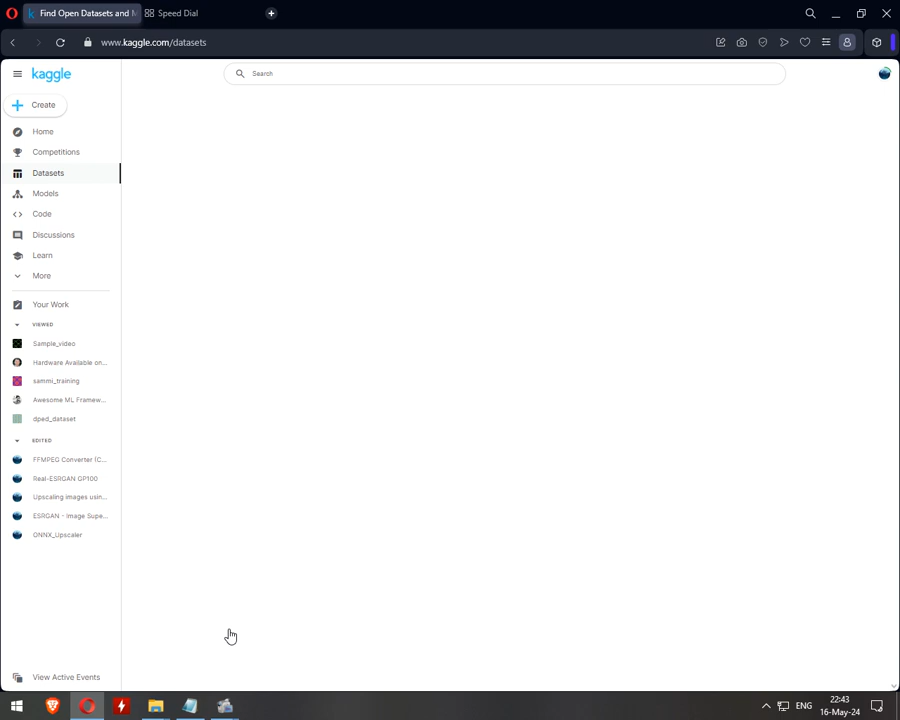 Find Open Datasets and M
Speed Dial
www.kaggle.com/datasets
kaggle
Search
Create
Home
Competitions
Datasets
Models
Code
Discussions
Learn
More
Your Work
VIEWED
Sample_video
Hardware Available on...
sammi_training
Awesome ML Framew...
dped_dataset
EDITED
FFMPEG Converter (C...
Real-ESRGAN GP100
Upscaling images usin...
ESRGAN - Image Supe...
ONNX_Upscaler
View Active Events
ENG
22:43
16-May-24